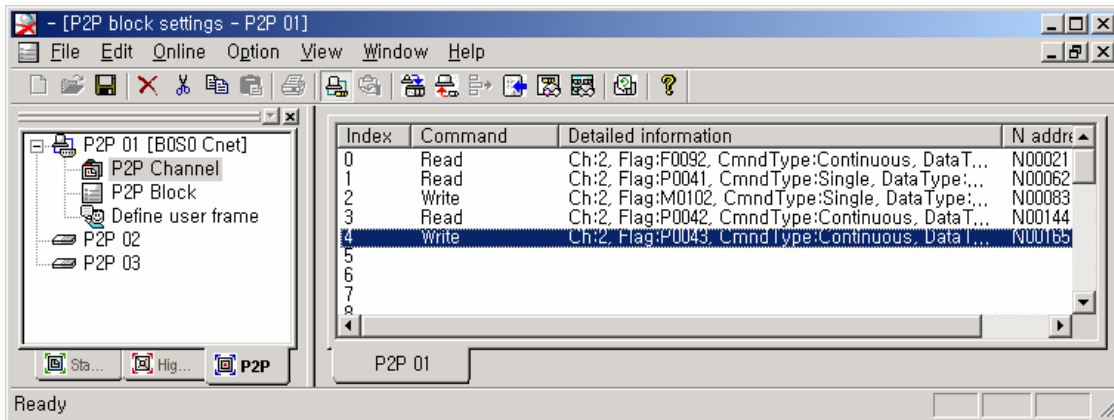 - [P2P block settings - P2P 01]
File Edit Online Option View Window Help
P2P 01 [B0S0 Cnet]
P2P Channel
P2P Block
Define user frame
P2P 02
P2P 03
Sta... Hig... P2P
Index Command Detailed information N addre
0 Read Ch:2, Flag:F0092, CmndType:Continuous, DataT... N00021
1 Read Ch:2, Flag:P0041, CmndType:Single, DataType:... N00062
2 Write Ch:2, Flag:M0102, CmndType:Single, DataType:... N00083
3 Read Ch:2, Flag:P0042, CmndType:Continuous, DataT... N00144
4 Write Ch:2, Flag:P0043, CmndType:Continuous, DataT... N00165
5
6
7
8
P2P 01
Ready